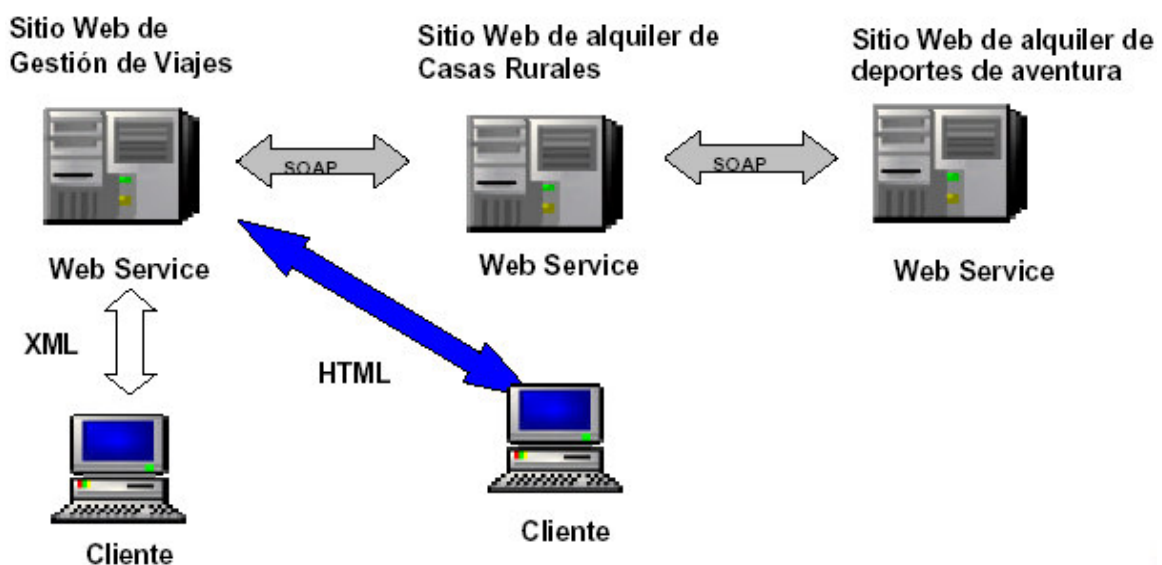 Sitio Web de
Gestión de Viajes
Sitio Web de alquiler de
Casas Rurales
Sitio Web de alquiler de
deportes de aventura
SOAP
SOAP
Web Service
Web Service
Web Service
XML
HTML
Cliente
Cliente